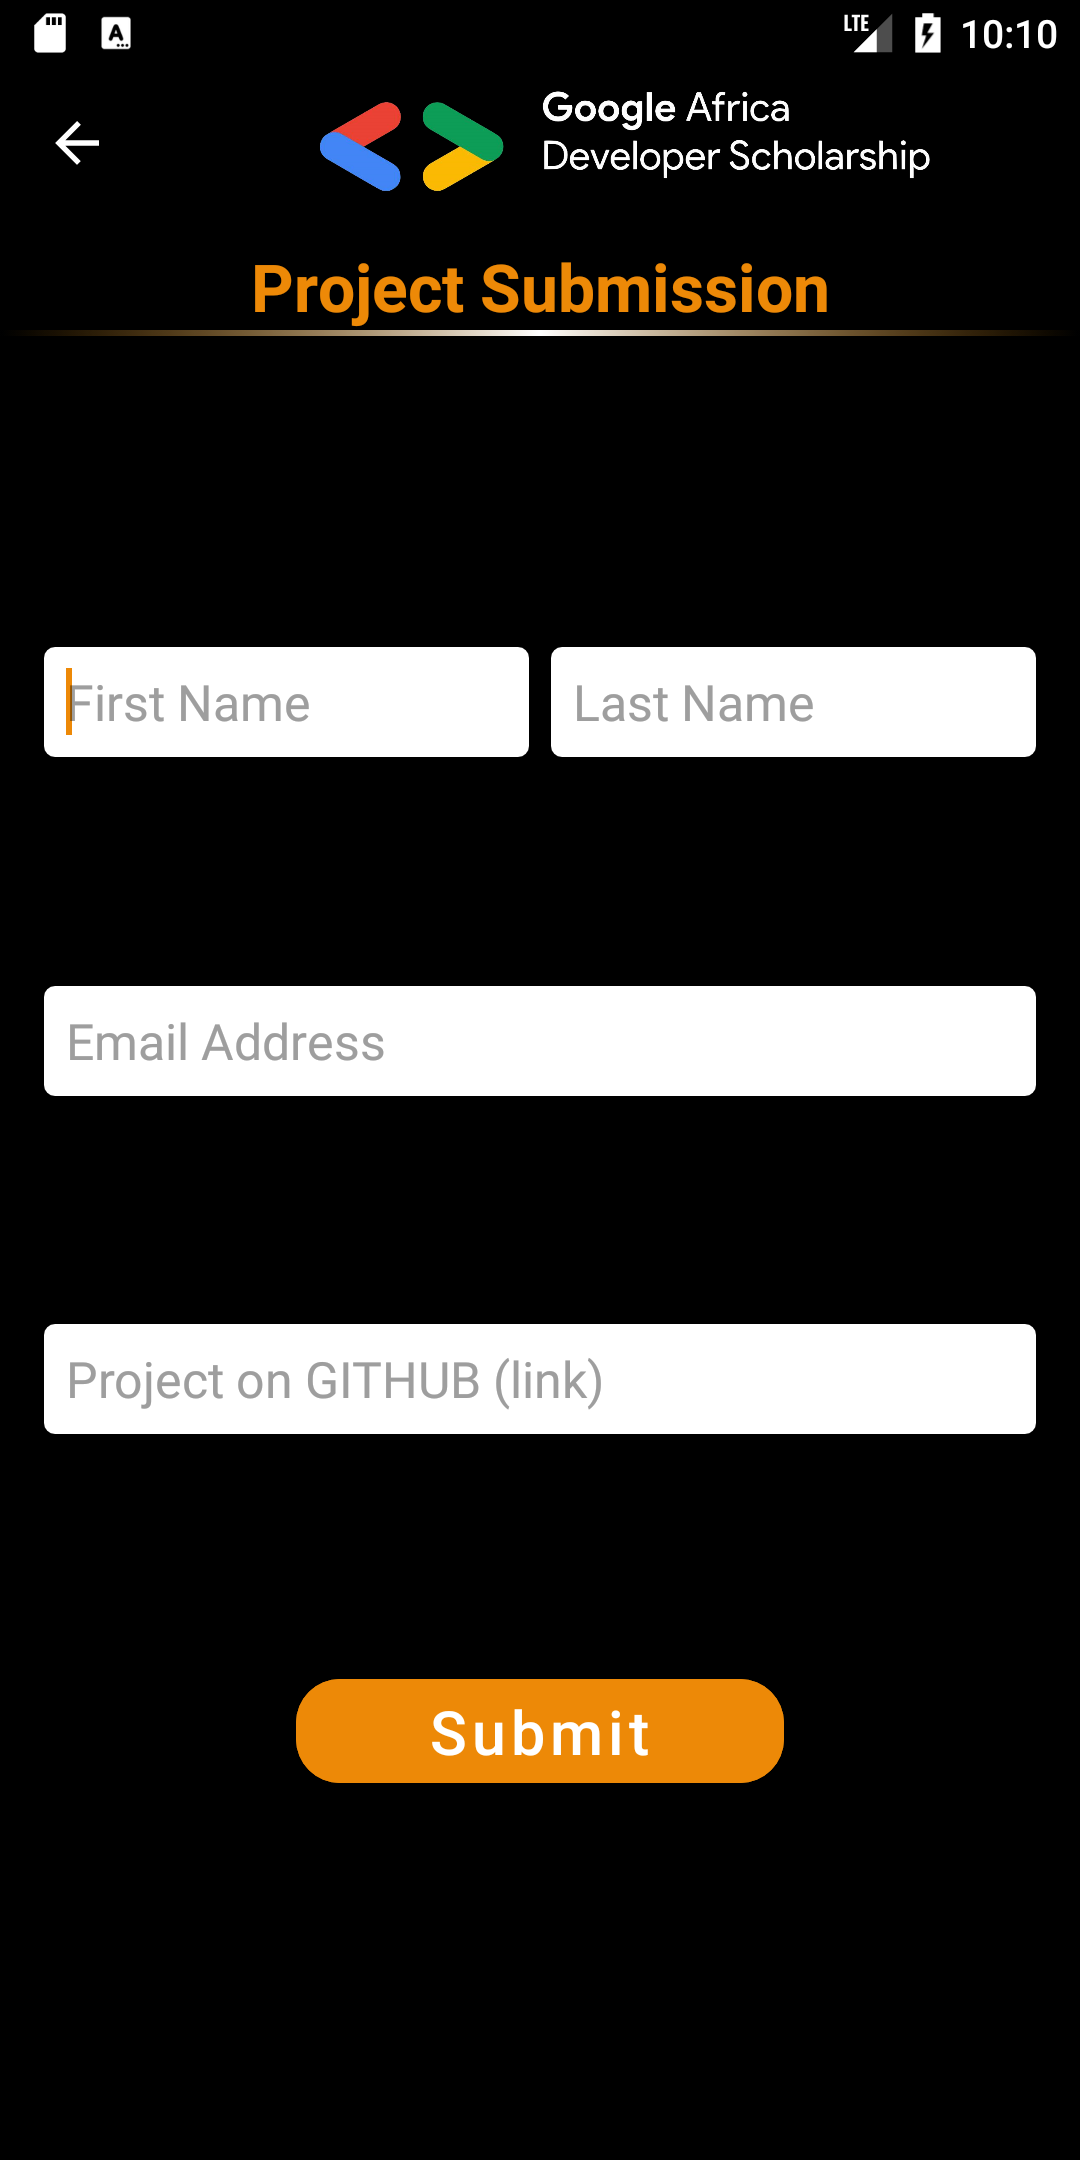 LTE 10:10
Google Africa
Developer Scholarship
Project Submission
First Name
Last Name
Email Address
Project on GITHUB (link)
Submit